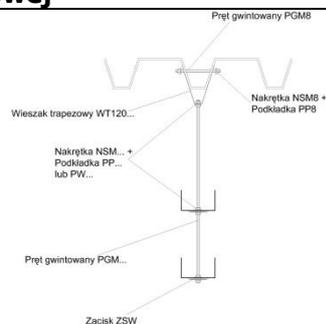 Pręt gwintowany PGM8
Nakrętka NSM8 +
Podkładka PP8
Wieszak trapezowy WT120...
Nakrętka NSM... +
Podkładka PP...
lub PW...
Pręt gwintowany PGM...
Zacisk ZSW